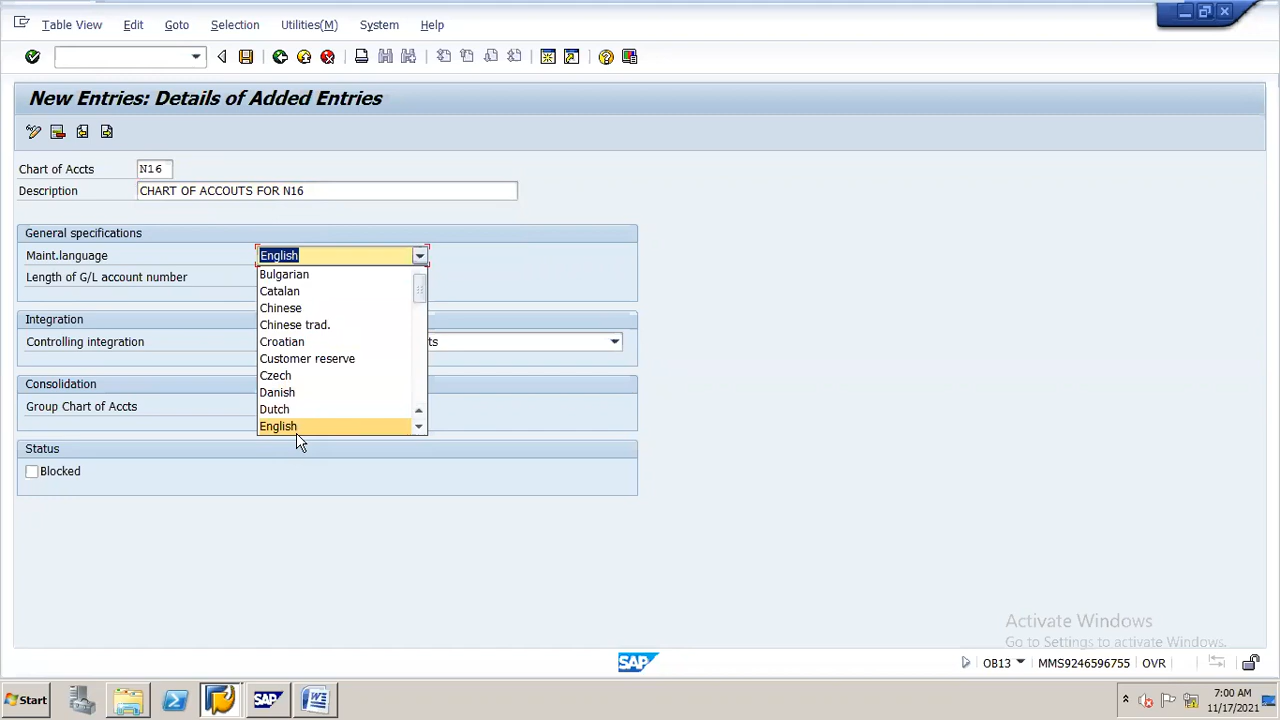 Table View Edit Goto Selection Utilities(M) System Help
New Entries: Details of Added Entries
Chart of Accts N16
Description CHART OF ACCOUTS FOR N16
General specifications
Maint.language English
Length of G/L account number
Bulgarian
Catalan
Chinese
Chinese trad.
Croatian
Customer reserve
Czech
Danish
Dutch
English
Integration
Controlling integration ts
Consolidation
Group Chart of Accts
Status
Blocked
Activate Windows
Go to Settings to activate Windows.
SAP OB13 MMS9246596755 OVR
Start SAP 7:00 AM
11/17/2021